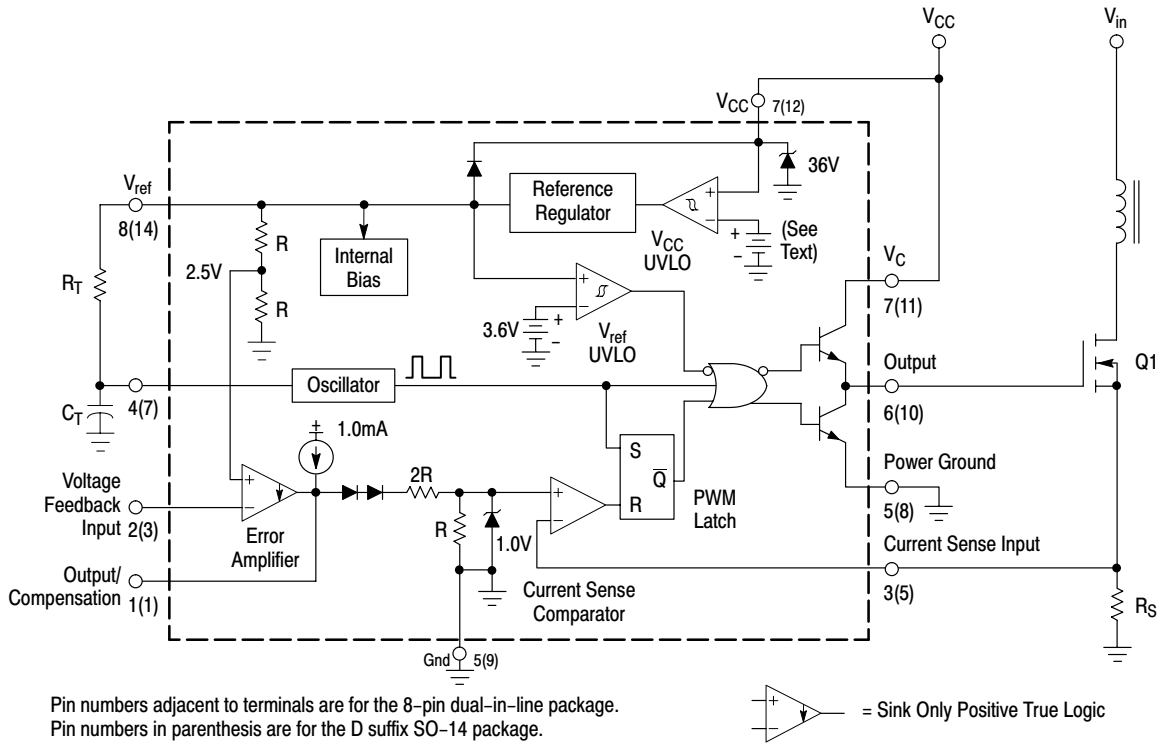 V_CC
V_in
V_CC 7(12)
36V
V_ref
8(14)
Reference
Regulator
+
−
V_CC
UVLO
+
−
(See
Text)
R
Internal
Bias
2.5V
R
R_T
+
−
3.6V
+
−
V_ref
UVLO
V_C
7(11)
Output
6(10)
Q1
Oscillator
4(7)
C_T
1.0mA
+
S
Q̅
R
PWM
Latch
Power Ground
5(8)
Voltage
Feedback
Input 2(3)
+
−
Error
Amplifier
2R
R
1.0V
+
−
Current Sense
Comparator
Current Sense Input
3(5)
R_S
Output/
Compensation 1(1)
Gnd 5(9)
Pin numbers adjacent to terminals are for the 8−pin dual−in−line package.
Pin numbers in parenthesis are for the D suffix SO−14 package.
+
−
= Sink Only Positive True Logic